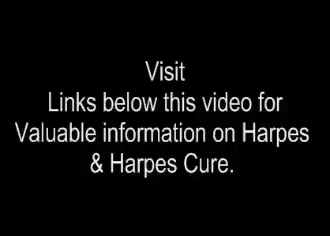 Visit
Links below this video for
Valuable information on Harpes
& Harpes Cure.